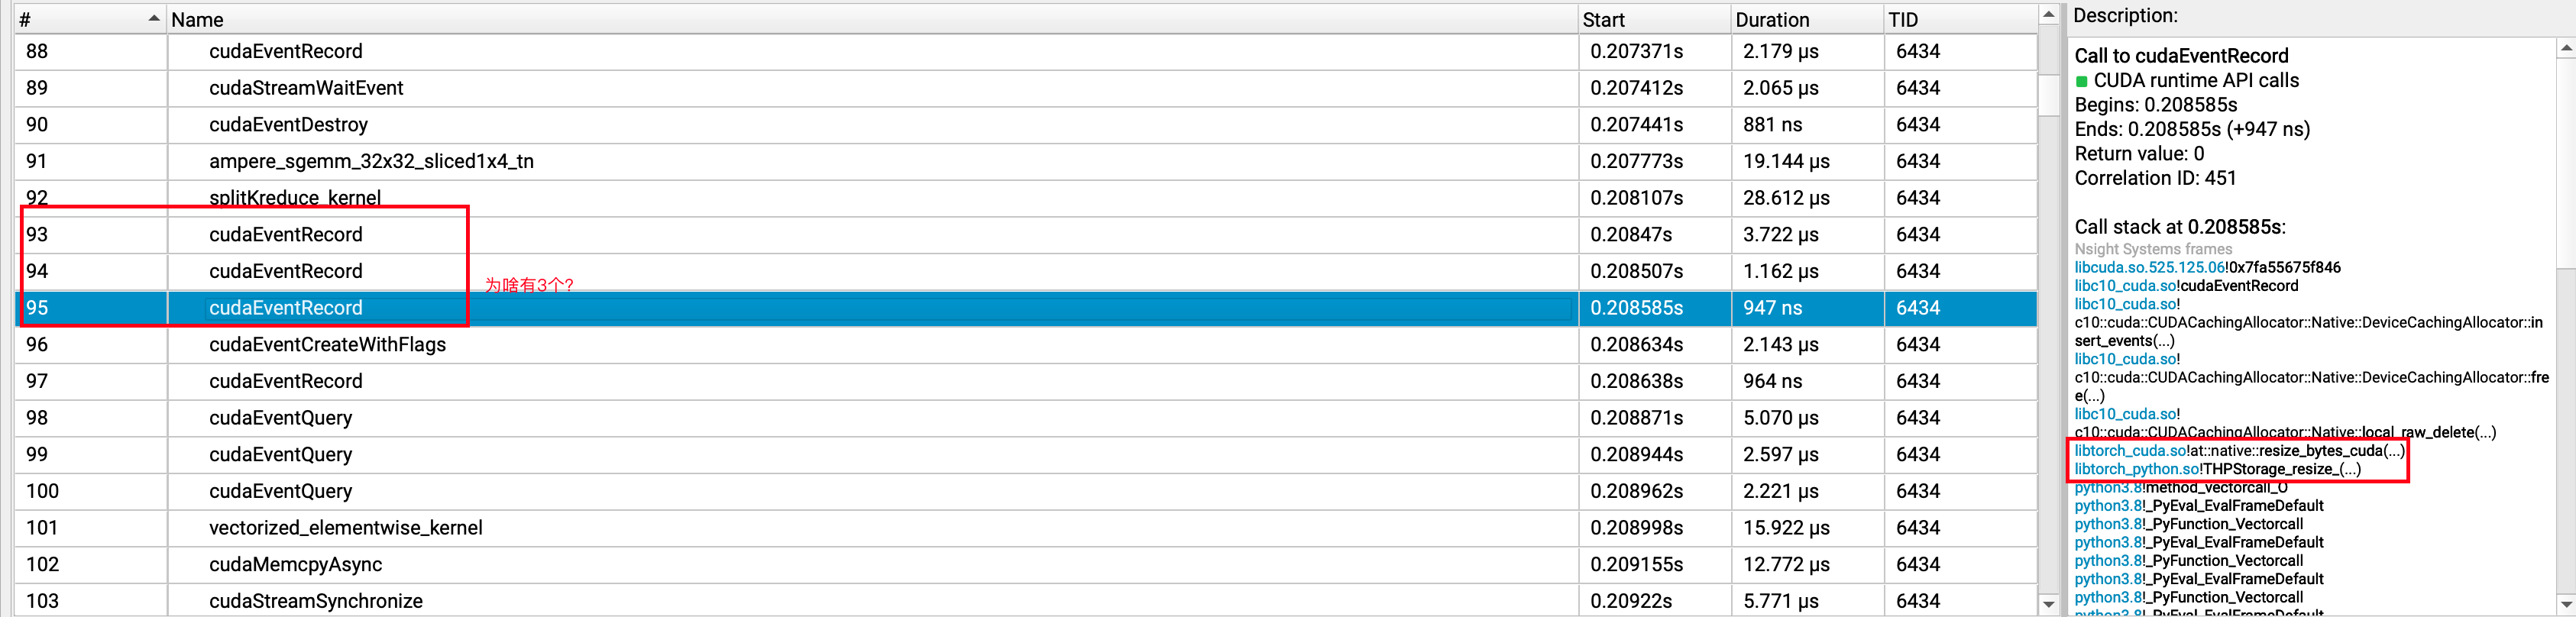 # Name Start Duration TID
88 cudaEventRecord 0.207371s 2.179 μs 6434
89 cudaStreamWaitEvent 0.207412s 2.065 μs 6434
90 cudaEventDestroy 0.207441s 881 ns 6434
91 ampere_sgemm_32x32_sliced1x4_tn 0.207773s 19.144 μs 6434
92 splitKreduce_kernel 0.208107s 28.612 μs 6434
93 cudaEventRecord 0.20847s 3.722 μs 6434
94 cudaEventRecord 0.208507s 1.162 μs 6434
为啥有3个?
95 cudaEventRecord 0.208585s 947 ns 6434
96 cudaEventCreateWithFlags 0.208634s 2.143 μs 6434
97 cudaEventRecord 0.208638s 964 ns 6434
98 cudaEventQuery 0.208871s 5.070 μs 6434
99 cudaEventQuery 0.208944s 2.597 μs 6434
100 cudaEventQuery 0.208962s 2.221 μs 6434
101 vectorized_elementwise_kernel 0.208998s 15.922 μs 6434
102 cudaMemcpyAsync 0.209155s 12.772 μs 6434
103 cudaStreamSynchronize 0.20922s 5.771 μs 6434
Description:
Call to cudaEventRecord
CUDA runtime API calls
Begins: 0.208585s
Ends: 0.208585s (+947 ns)
Return value: 0
Correlation ID: 451
Call stack at 0.208585s:
Nsight Systems frames
libcuda.so.525.125.06!0x7fa55675f846
libc10_cuda.so!cudaEventRecord
libc10_cuda.so!
c10::cuda::CUDACachingAllocator::Native::DeviceCachingAllocator::in
sert_events(...)
libc10_cuda.so!
c10::cuda::CUDACachingAllocator::Native::DeviceCachingAllocator::fre
e(...)
libc10_cuda.so!
c10::cuda::CUDACachingAllocator::Native::local_raw_delete(...)
libtorch_cuda.so!at::native::resize_bytes_cuda(...)
libtorch_python.so!THPStorage_resize_(...)
python3.8!method_vectorcall_O
python3.8!_PyEval_EvalFrameDefault
python3.8!_PyFunction_Vectorcall
python3.8!_PyEval_EvalFrameDefault
python3.8!_PyFunction_Vectorcall
python3.8!_PyEval_EvalFrameDefault
python3.8!_PyFunction_Vectorcall
python3.8!_PyEval_EvalFrameDefault